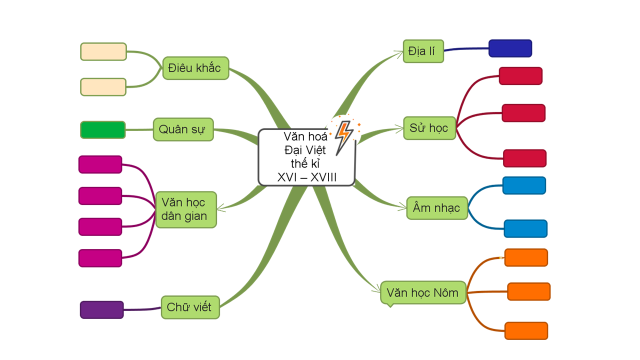 Địa lí
Điêu khắc
Quân sự
Sử học
Văn hoá
Đại Việt
thế kỉ
XVI – XVIII
Văn học
dân gian
Âm nhạc
Văn học Nôm
Chữ viết